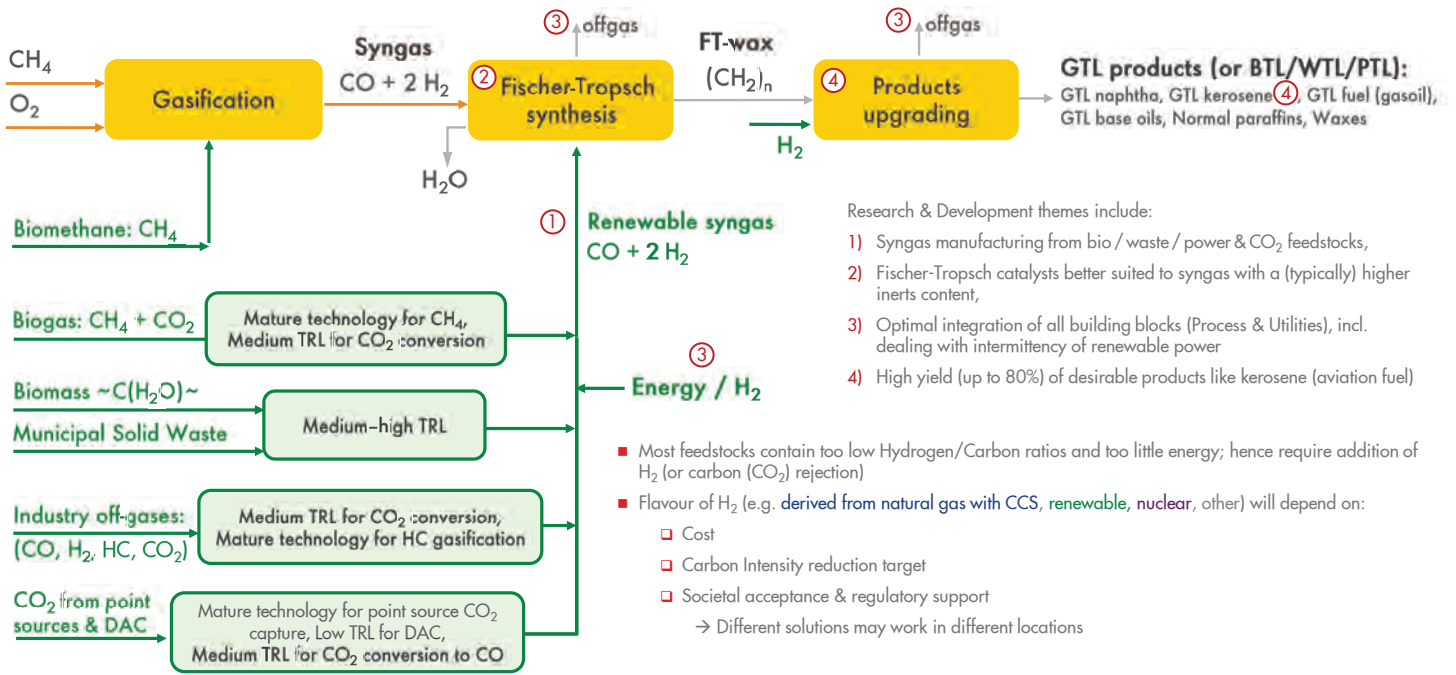 CH₄
O₂
Gasification
Syngas
CO + 2 H₂
③ offgas
② Fischer-Tropsch
synthesis
H₂O
FT-wax
(CH₂)ₙ
③ offgas
④ Products
upgrading
H₂
GTL products (or BTL/WTL/PTL):
GTL naphtha, GTL kerosene ④, GTL fuel (gasoil),
GTL base oils, Normal paraffins, Waxes
Biomethane: CH₄
① Renewable syngas
CO + 2 H₂
Biogas: CH₄ + CO₂
Mature technology for CH₄,
Medium TRL for CO₂ conversion
Biomass ~C(H₂O)~
Municipal Solid Waste
Medium–high TRL
③
Energy / H₂
Industry off-gases:
(CO, H₂, HC, CO₂)
Medium TRL for CO₂ conversion,
Mature technology for HC gasification
CO₂ from point
sources & DAC
Mature technology for point source CO₂
capture, Low TRL for DAC,
Medium TRL for CO₂ conversion to CO
Research & Development themes include:
1) Syngas manufacturing from bio / waste / power & CO₂ feedstocks,
2) Fischer-Tropsch catalysts better suited to syngas with a (typically) higher
inerts content,
3) Optimal integration of all building blocks (Process & Utilities), incl.
dealing with intermittency of renewable power
4) High yield (up to 80%) of desirable products like kerosene (aviation fuel)
■ Most feedstocks contain too low Hydrogen/Carbon ratios and too little energy; hence require addition of
H₂ (or carbon (CO₂) rejection)
■ Flavour of H₂ (e.g. derived from natural gas with CCS, renewable, nuclear, other) will depend on:
❑ Cost
❑ Carbon Intensity reduction target
❑ Societal acceptance & regulatory support
→ Different solutions may work in different locations